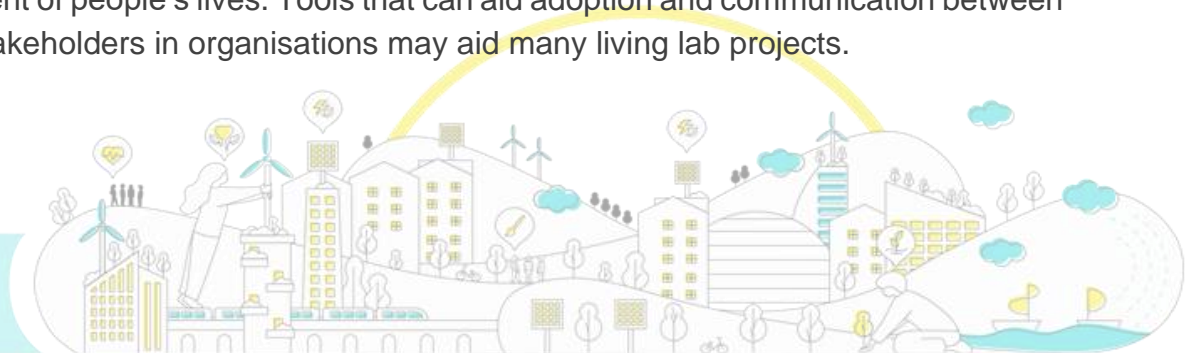 ent of people's lives. Tools that can aid adoption and communication between
akeholders in organisations may aid many living lab projects.